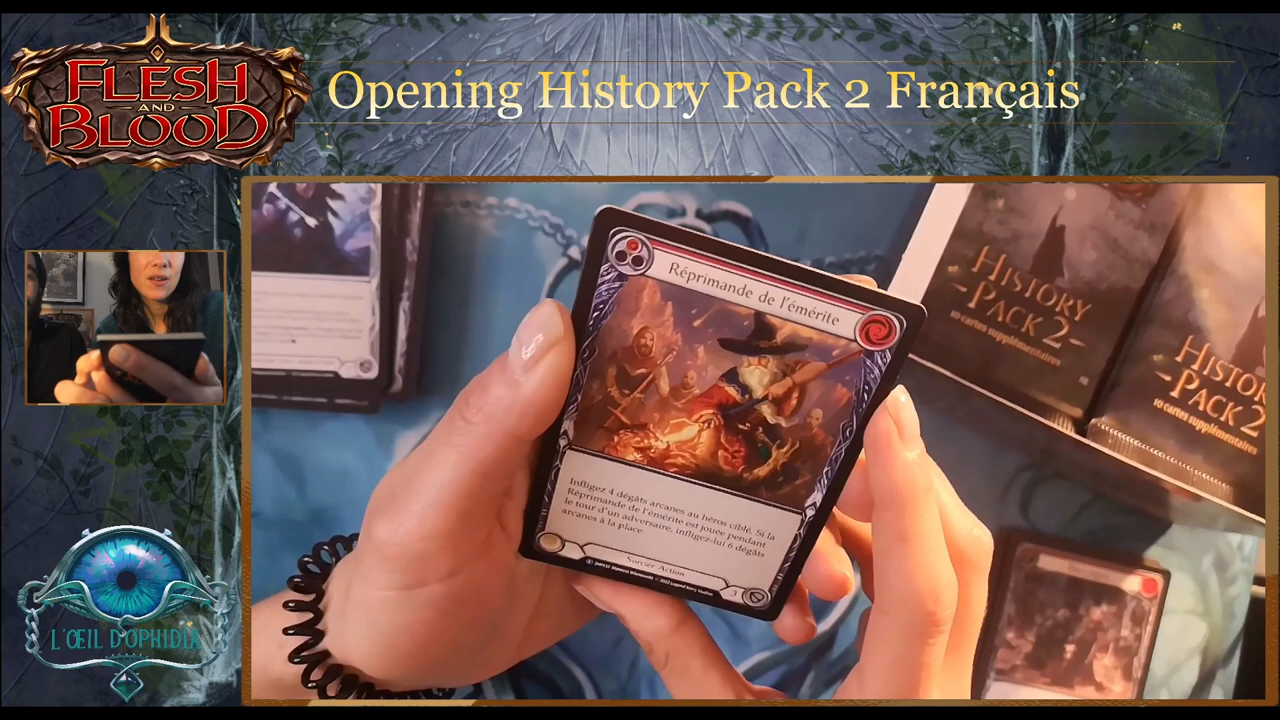 FLESH
AND
BLOOD
Opening History Pack 2 Français
HISTORY
-PACK 2-
10 cartes supplémentaires
-PACK 2
10 cartes supplémentaires
Réprimande de l'émérite
Infligez 4 dégâts arcanes au héros ciblé. Si la
Réprimande de l'émérite est jouée pendant
le tour d'un adversaire, infligez-lui 6 dégâts
arcanes à la place.
Sorcier Action
3
L'ŒIL D'OPHIDIA